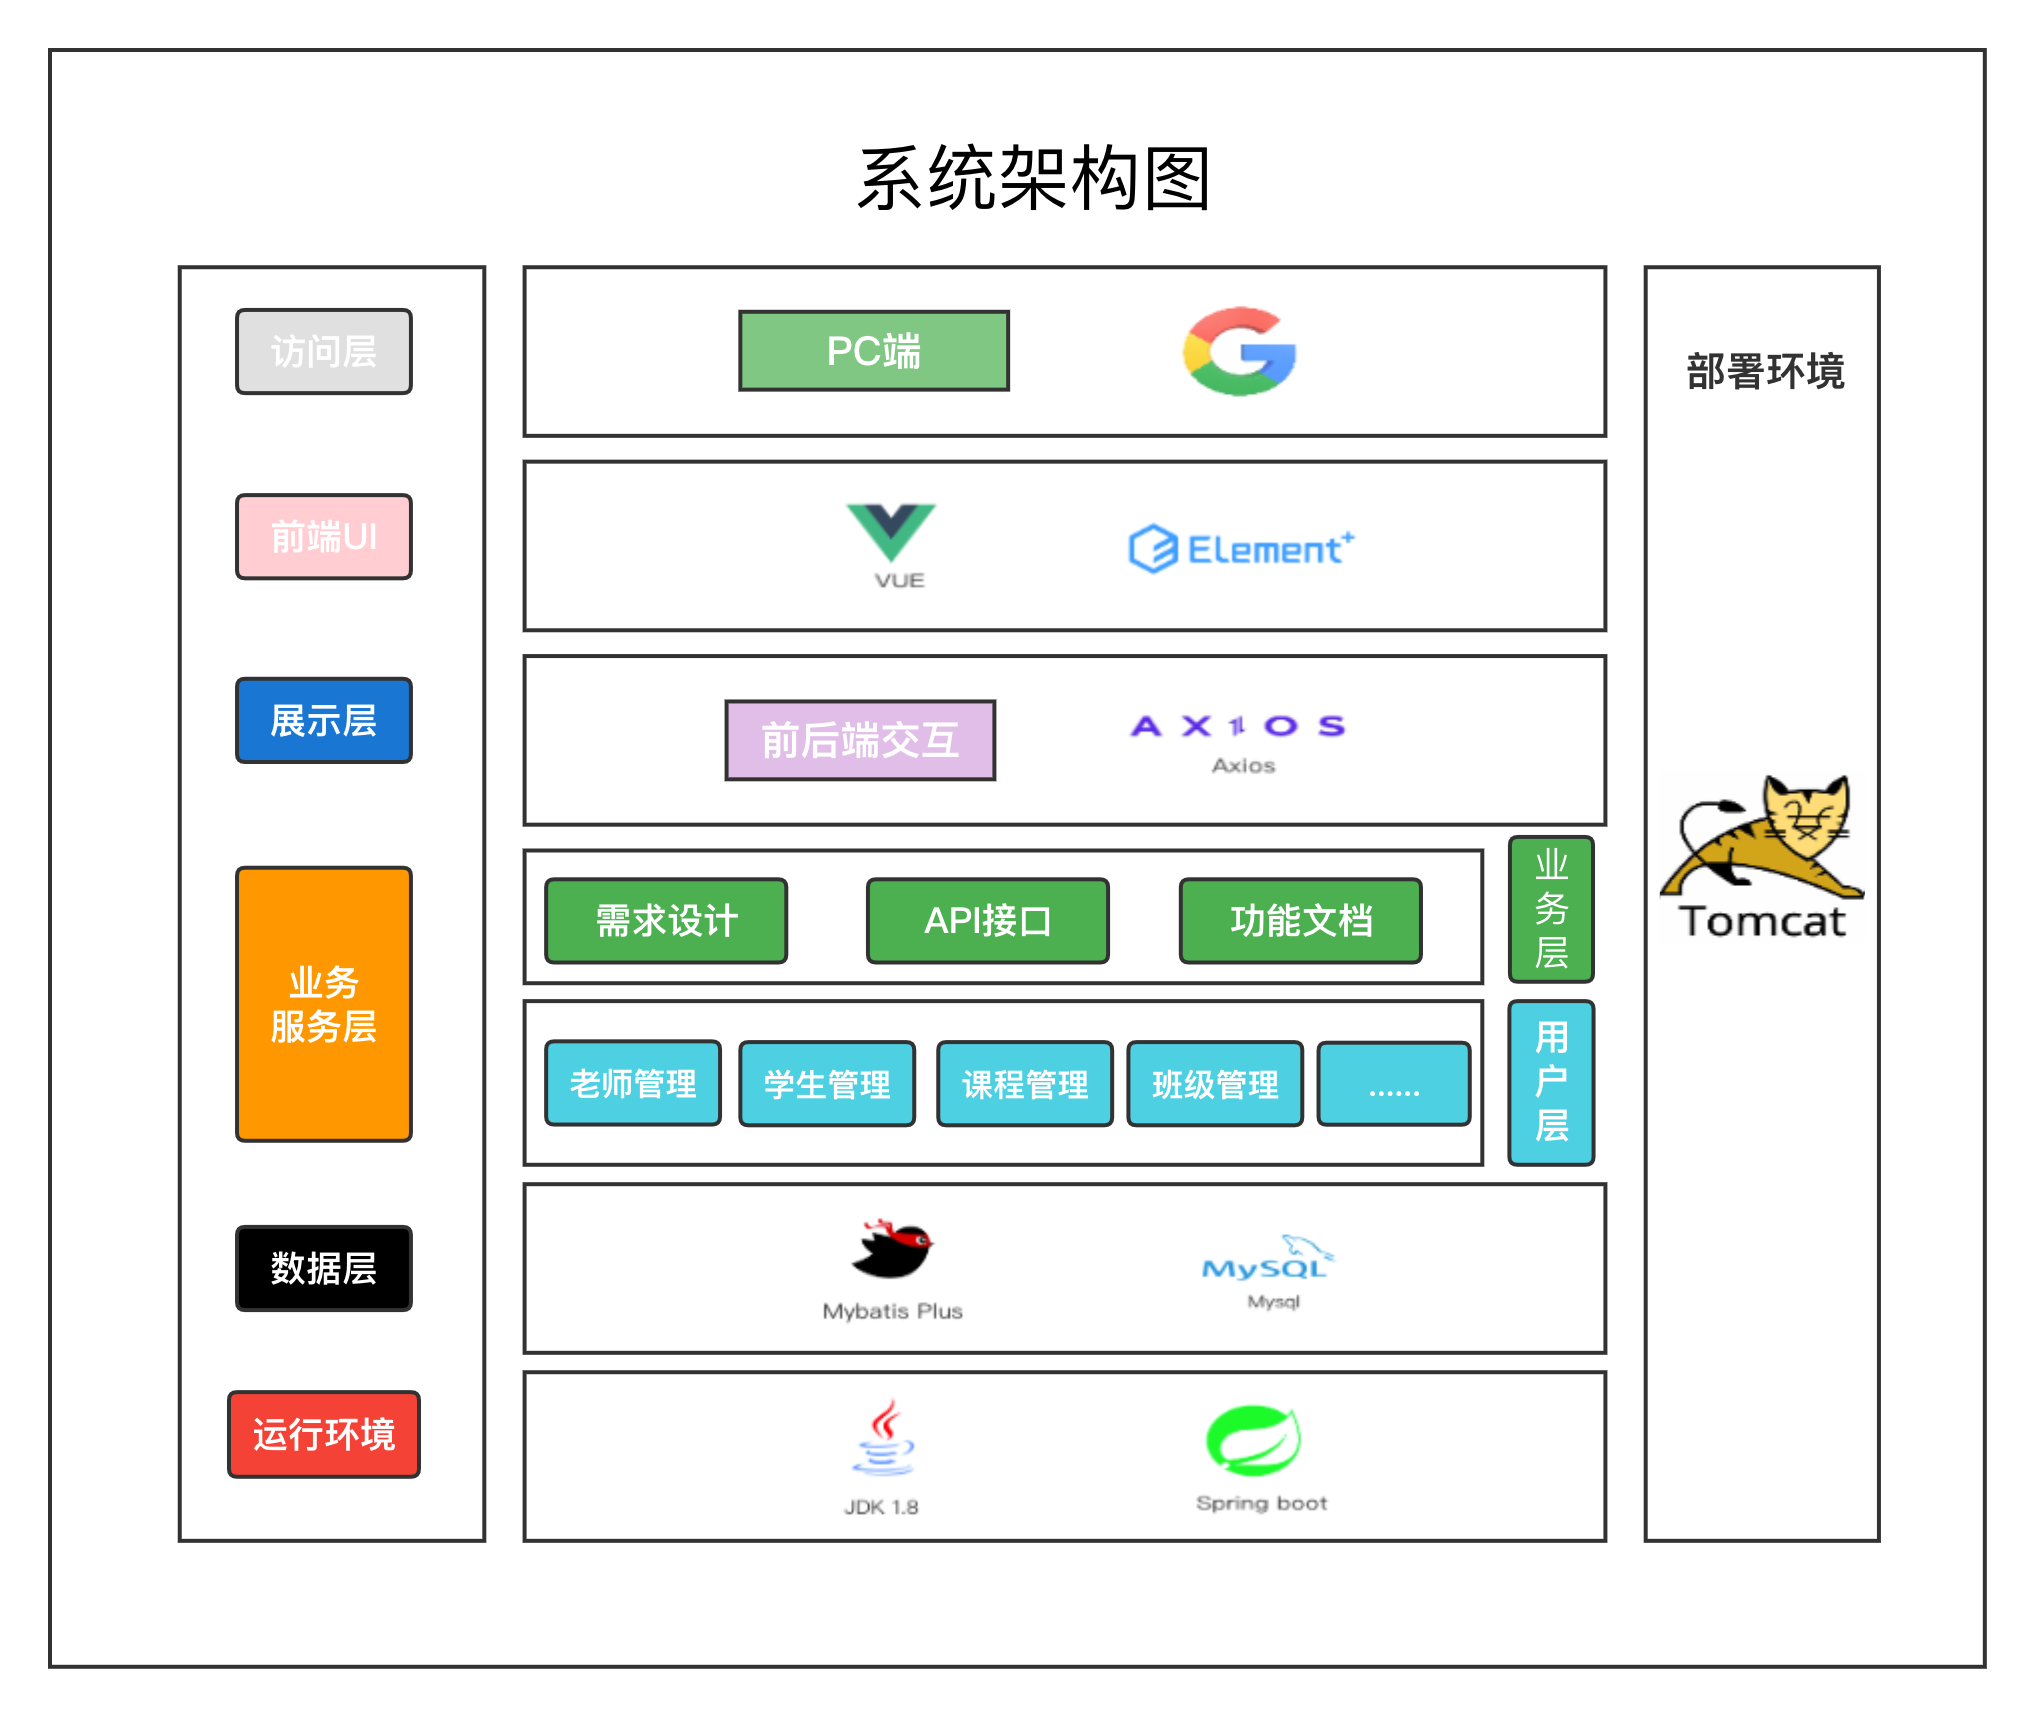 系统架构图
访问层
PC端
部署环境
前端UI
VUE
Element+
展示层
前后端交互
AXIOS
Axios
业务
服务层
需求设计
API接口
功能文档
业
务
层
老师管理
学生管理
课程管理
班级管理
......
用
户
层
Tomcat
数据层
Mybatis Plus
MySQL
Mysql
运行环境
JDK 1.8
Spring boot